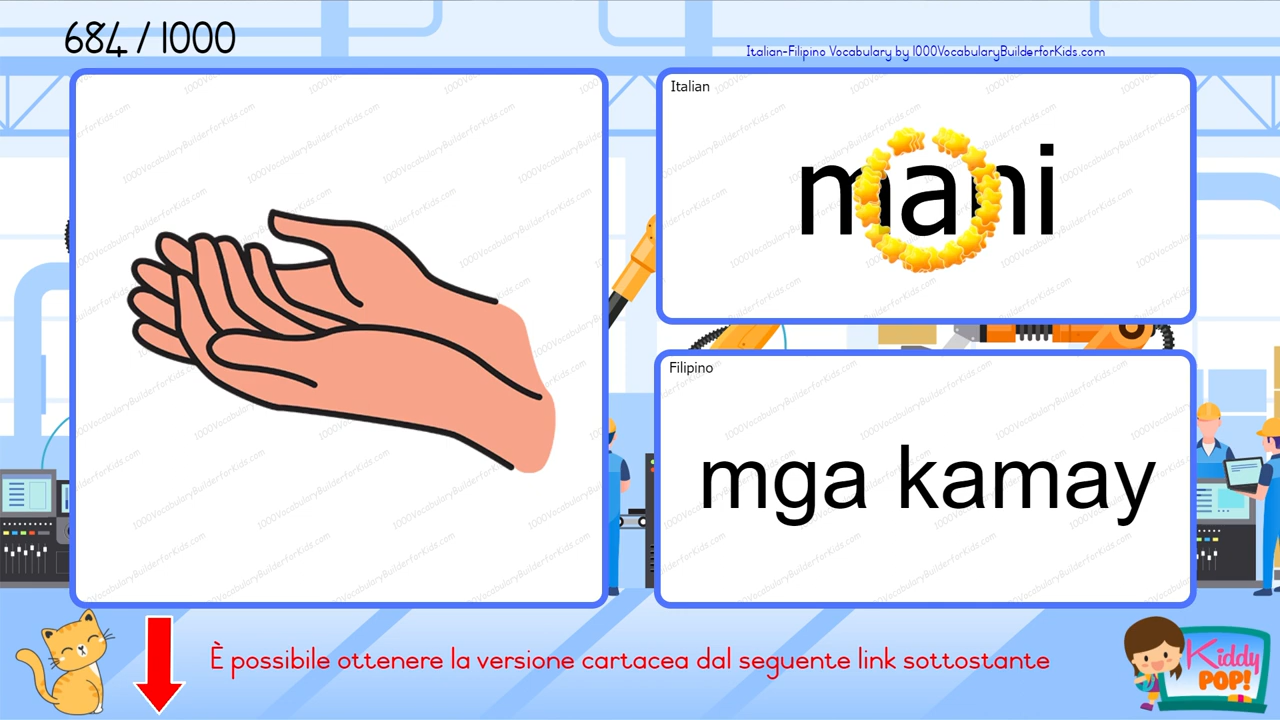 684 / 1000
Italian-Filipino Vocabulary by 1000VocabularyBuilderforKids.com
Italian
mani
Filipino
mga kamay
È possibile ottenere la versione cartacea dal seguente link sottostante
Kiddy
POP!